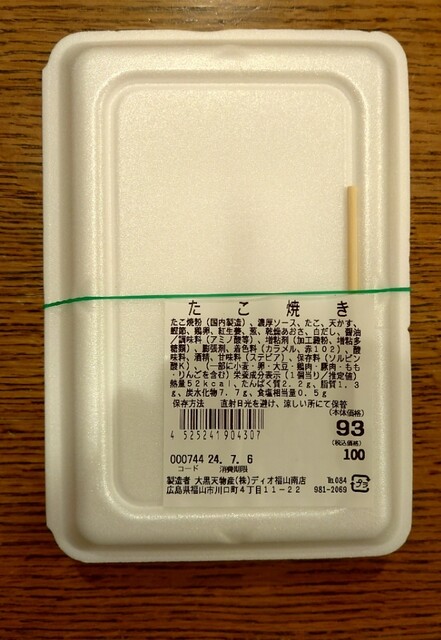 たこ焼き
たこ焼粉(国内製造)、濃厚ソース、たこ、天かす、
鰹節、鶏卵、紅生姜、葱、乾燥あおさ、白だし、醤油
/調味料(アミノ酸等)、増粘剤(加工澱粉、増粘多
糖類)、膨張剤、着色料(カラメル、赤102)、酸
味料、酒精、甘味料(ステビア)、保存料(ソルビン
酸K)、(一部に小麦・卵・大豆・鶏肉・豚肉・もも
・りんごを含む)栄養成分表示(1個当り/推定値)
熱量52kcal、たんぱく質2.2g、脂質1.3
g、炭水化物7.7g、食塩相当量0.5g
保存方法 直射日光を避け、涼しい所にて保管
(本体価格)
93
4 525241 904307
(税込価格)
100
000744 24. 7. 6
コード 消費期限
製造者 大黒天物産(株)ディオ福山南店 ℡084
広島県福山市川口町4丁目11-22 981-2069
プラ